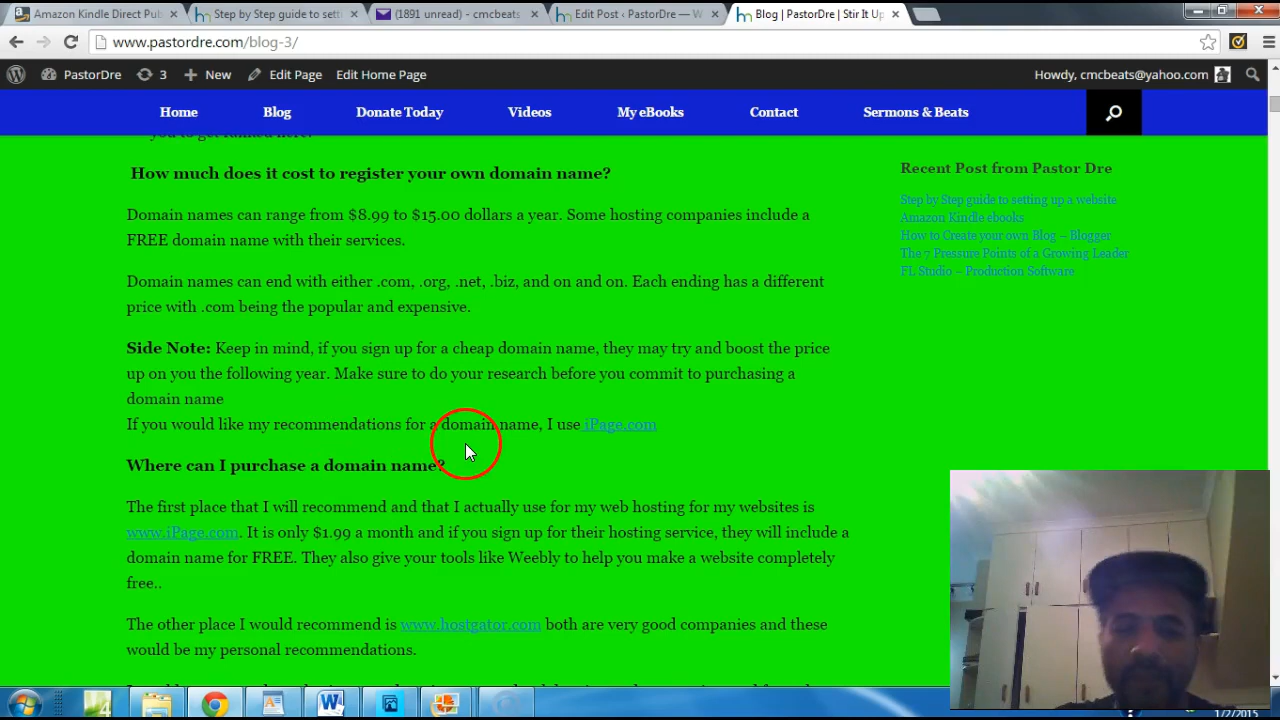 Amazon Kindle Direct Pub
Step by Step guide to sett
(1891 unread) - cmcbeats
Edit Post ‹ PastorDre — W
Blog | PastorDre | Stir It Up
www.pastordre.com/blog-3/
PastorDre 3 New Edit Page Edit Home Page Howdy, cmcbeats@yahoo.com
Home Blog Donate Today Videos My eBooks Contact Sermons & Beats
you to get ranked here.
How much does it cost to register your own domain name?
Domain names can range from $8.99 to $15.00 dollars a year. Some hosting companies include a
FREE domain name with their services.
Domain names can end with either .com, .org, .net, .biz, and on and on. Each ending has a different
price with .com being the popular and expensive.
Side Note: Keep in mind, if you sign up for a cheap domain name, they may try and boost the price
up on you the following year. Make sure to do your research before you commit to purchasing a
domain name
If you would like my recommendations for a domain name, I use iPage.com
Where can I purchase a domain name?
The first place that I will recommend and that I actually use for my web hosting for my websites is
www.iPage.com. It is only $1.99 a month and if you sign up for their hosting service, they will include a
domain name for FREE. They also give your tools like Weebly to help you make a website completely
free..
The other place I would recommend is www.hostgator.com both are very good companies and these
would be my personal recommendations.
Recent Post from Pastor Dre
Step by Step guide to setting up a website
Amazon Kindle ebooks
How to Create your own Blog – Blogger
The 7 Pressure Points of a Growing Leader
FL Studio – Production Software
1/2/2015